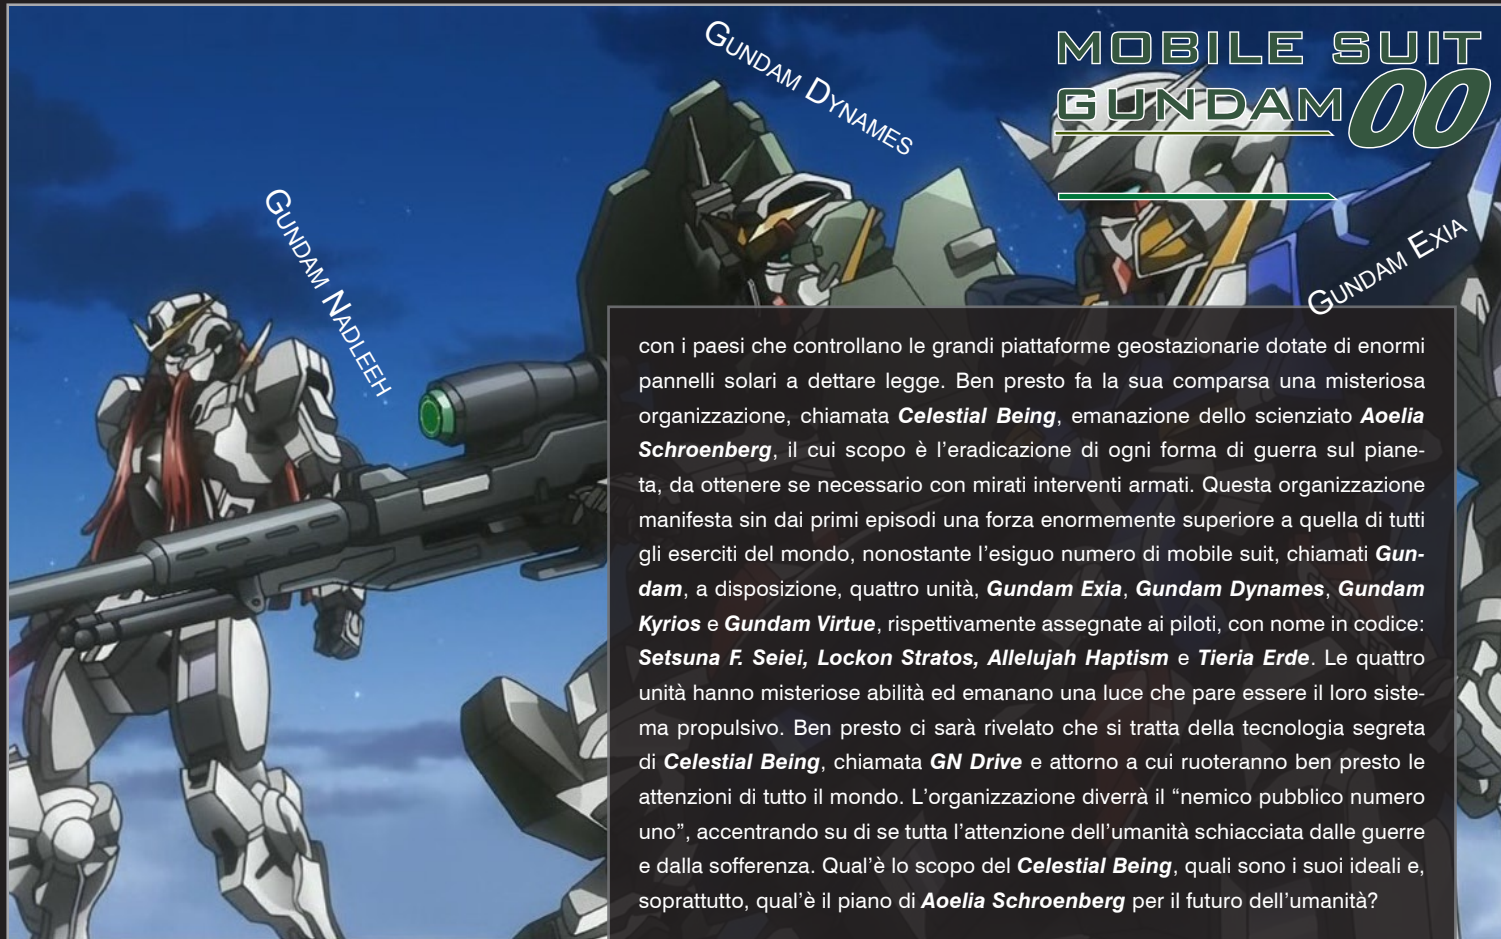 MOBILE SUIT
GUNDAM 00
GUNDAM DYNAMES
GUNDAM NADLEEH
GUNDAM EXIA
con i paesi che controllano le grandi piattaforme geostazionarie dotate di enormi
pannelli solari a dettare legge. Ben presto fa la sua comparsa una misteriosa
organizzazione, chiamata Celestial Being, emanazione dello scienziato Aoelia
Schroenberg, il cui scopo è l'eradicazione di ogni forma di guerra sul piane-
ta, da ottenere se necessario con mirati interventi armati. Questa organizzazione
manifesta sin dai primi episodi una forza enormemente superiore a quella di tutti
gli eserciti del mondo, nonostante l'esiguo numero di mobile suit, chiamati Gun-
dam, a disposizione, quattro unità, Gundam Exia, Gundam Dynames, Gundam
Kyrios e Gundam Virtue, rispettivamente assegnate ai piloti, con nome in codice:
Setsuna F. Seiei, Lockon Stratos, Allelujah Haptism e Tieria Erde. Le quattro
unità hanno misteriose abilità ed emanano una luce che pare essere il loro siste-
ma propulsivo. Ben presto ci sarà rivelato che si tratta della tecnologia segreta
di Celestial Being, chiamata GN Drive e attorno a cui ruoteranno ben presto le
attenzioni di tutto il mondo. L'organizzazione diverrà il “nemico pubblico numero
uno”, accentrando su di se tutta l'attenzione dell'umanità schiacciata dalle guerre
e dalla sofferenza. Qual'è lo scopo del Celestial Being, quali sono i suoi ideali e,
soprattutto, qual'è il piano di Aoelia Schroenberg per il futuro dell'umanità?